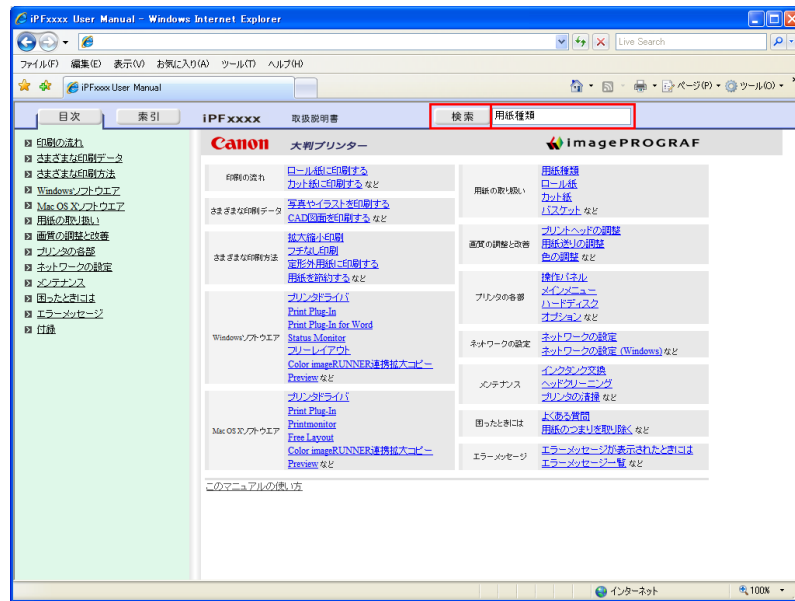 iPFxxxx User Manual - Windows Internet Explorer
Live Search
ファイル(F) 編集(E) 表示(V) お気に入り(A) ツール(T) ヘルプ(H)
iPFxxxx User Manual
ページ(P) ツール(O)
目次 索引 iPFxxxx 取扱説明書 検索 用紙種類
印刷の流れ
さまざまな印刷データ
さまざまな印刷方法
Windowsソフトウエア
Mac OS Xソフトウエア
用紙の取り扱い
画質の調整と改善
プリンタの各部
ネットワークの設定
メンテナンス
困ったときには
エラーメッセージ
付録
Canon 大判プリンター imagePROGRAF
印刷の流れ
ロール紙に印刷する
カット紙に印刷する など
さまざまな印刷データ
写真やイラストを印刷する
CAD図面を印刷する など
さまざまな印刷方法
拡大縮小印刷
フチなし印刷
定形外用紙に印刷する
用紙を節約する など
Windowsソフトウエア
プリンタドライバ
Print Plug-In
Print Plug-In for Word
Status Monitor
フリーレイアウト
Color imageRUNNER連携拡大コピー
Preview など
Mac OS Xソフトウエア
プリンタドライバ
Print Plug-In
Printmonitor
Free Layout
Color imageRUNNER連携拡大コピー
Preview など
用紙の取り扱い
用紙種類
ロール紙
カット紙
バスケット など
画質の調整と改善
プリントヘッドの調整
用紙送りの調整
色の調整 など
プリンタの各部
操作パネル
メインメニュー
ハードディスク
オプション など
ネットワークの設定
ネットワークの設定
ネットワークの設定 (Windows) など
メンテナンス
インクタンク交換
ヘッドクリーニング
プリンタの清掃 など
困ったときには
よくある質問
用紙のつまりを取り除く など
エラーメッセージ
エラーメッセージが表示されたときには
エラーメッセージ一覧 など
このマニュアルの使い方
インターネット 100%